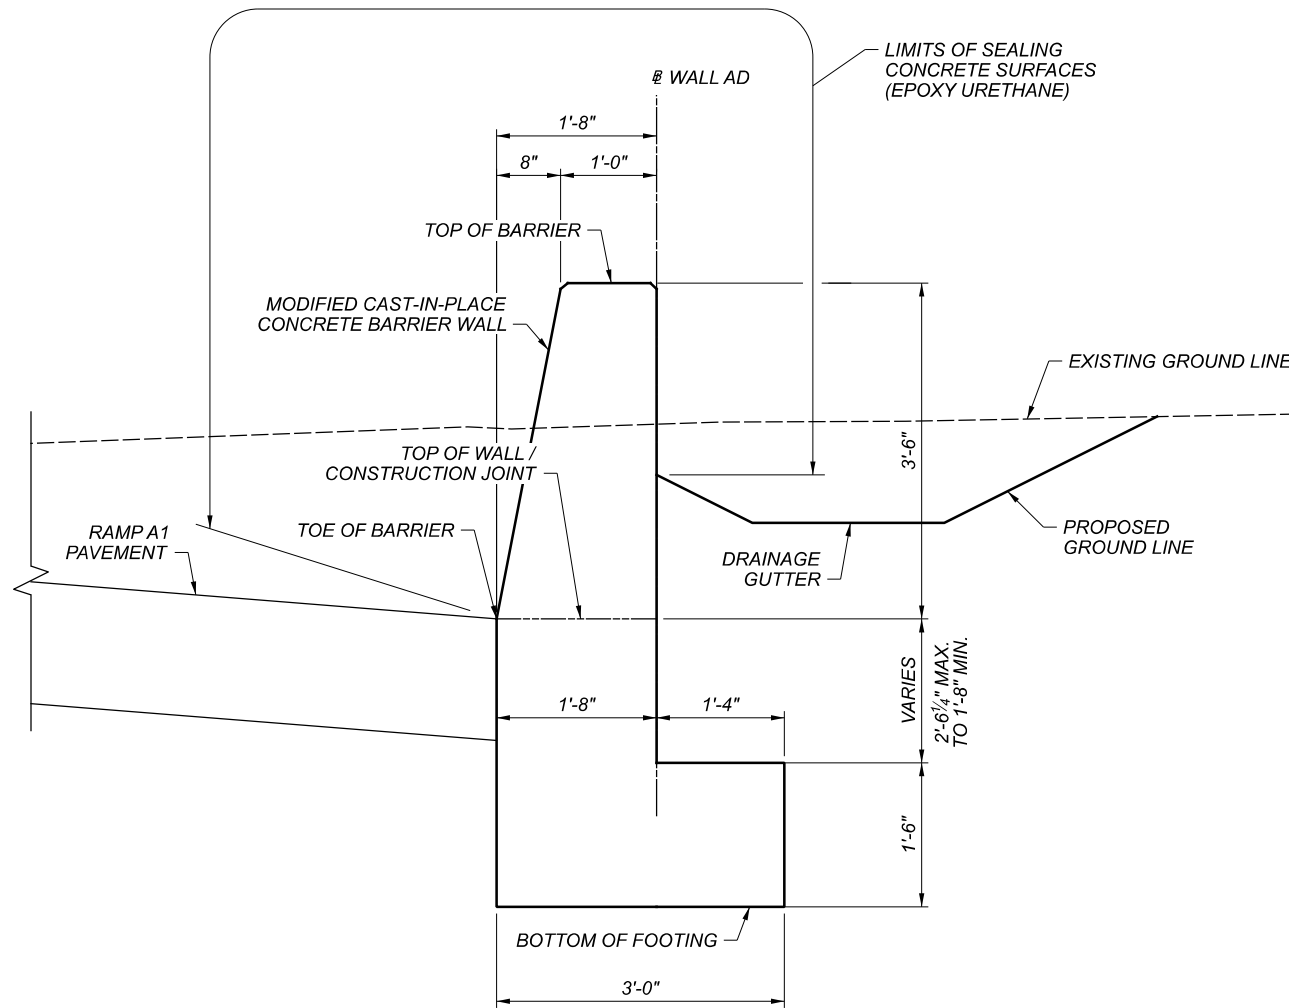 LIMITS OF SEALING
CONCRETE SURFACES
(EPOXY URETHANE)
℄ WALL AD
1'-8"
8"
1'-0"
TOP OF BARRIER
MODIFIED CAST-IN-PLACE
CONCRETE BARRIER WALL
EXISTING GROUND LINE
3'-6"
TOP OF WALL /
CONSTRUCTION JOINT
RAMP A1
PAVEMENT
TOE OF BARRIER
PROPOSED
GROUND LINE
DRAINAGE
GUTTER
VARIES
2'-6¼" MAX.
TO 1'-8" MIN.
1'-8"
1'-4"
1'-6"
BOTTOM OF FOOTING
3'-0"